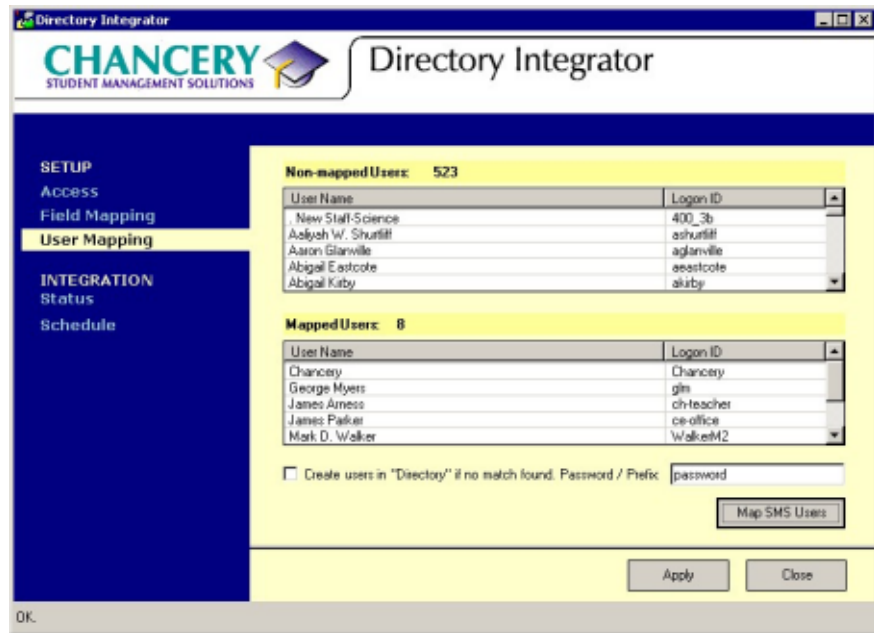 Directory Integrator
CHANCERY
STUDENT MANAGEMENT SOLUTIONS
Directory Integrator
SETUP
Access
Field Mapping
User Mapping
INTEGRATION
Status
Schedule
Non-mapped Users: 523
User Name Logon ID
. New Staff-Science 400_3b
Aaliyah W. Shurtliff ashurtliff
Aaron Glanville aglanville
Abigail Eastcote aeastcote
Abigail Kirby akirby
Mapped Users: 8
User Name Logon ID
Chancery Chancery
George Myers glm
James Arness ch-teacher
James Parker ce-office
Mark D. Walker WalkerM2
Create users in "Directory" if no match found. Password / Prefix: password
Map SMS Users
Apply Close
OK.